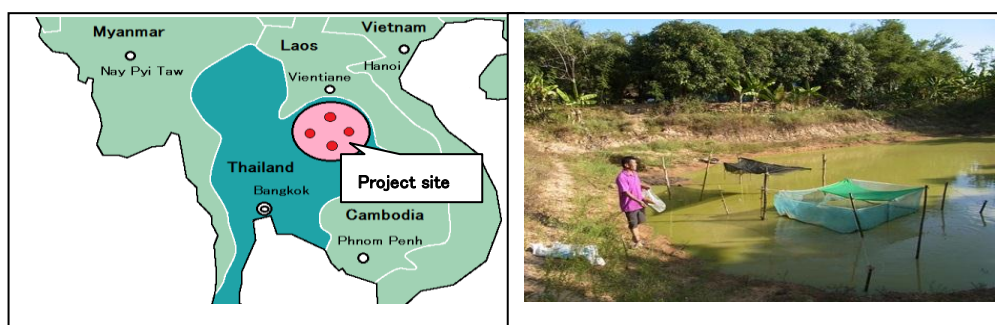 Myanmar
Nay Pyi Taw
Laos
Vientiane
Vietnam
Hanoi
Thailand
Bangkok
Project site
Cambodia
Phnom Penh